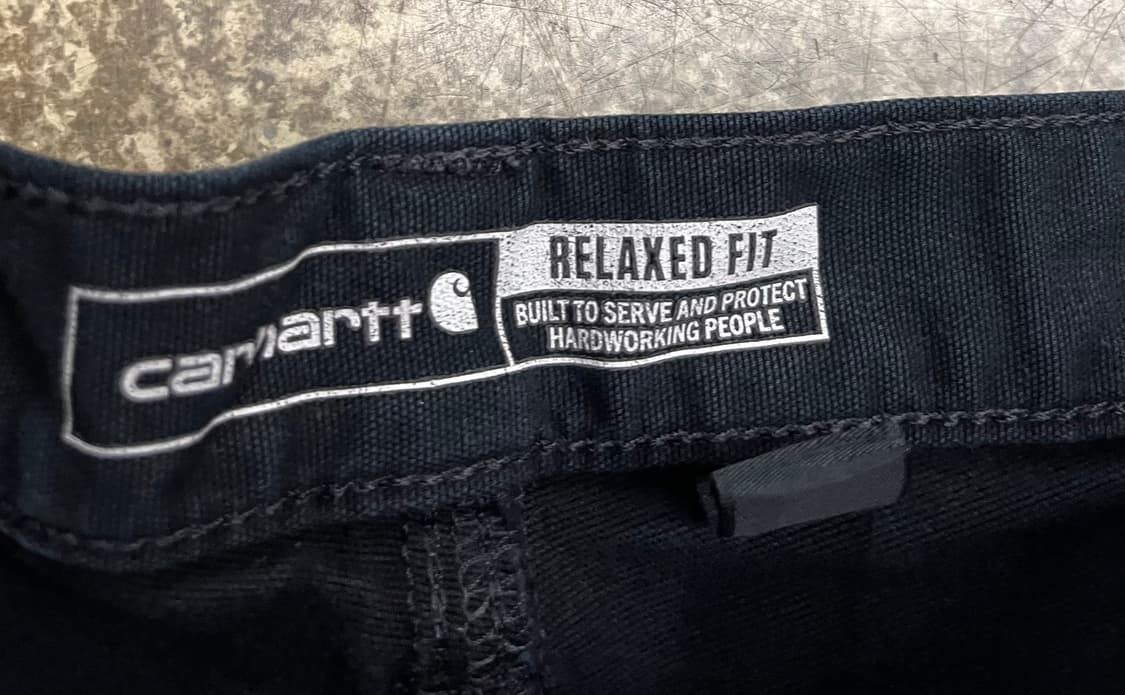 carhartt
RELAXED FIT
BUILT TO SERVE AND PROTECT
HARDWORKING PEOPLE